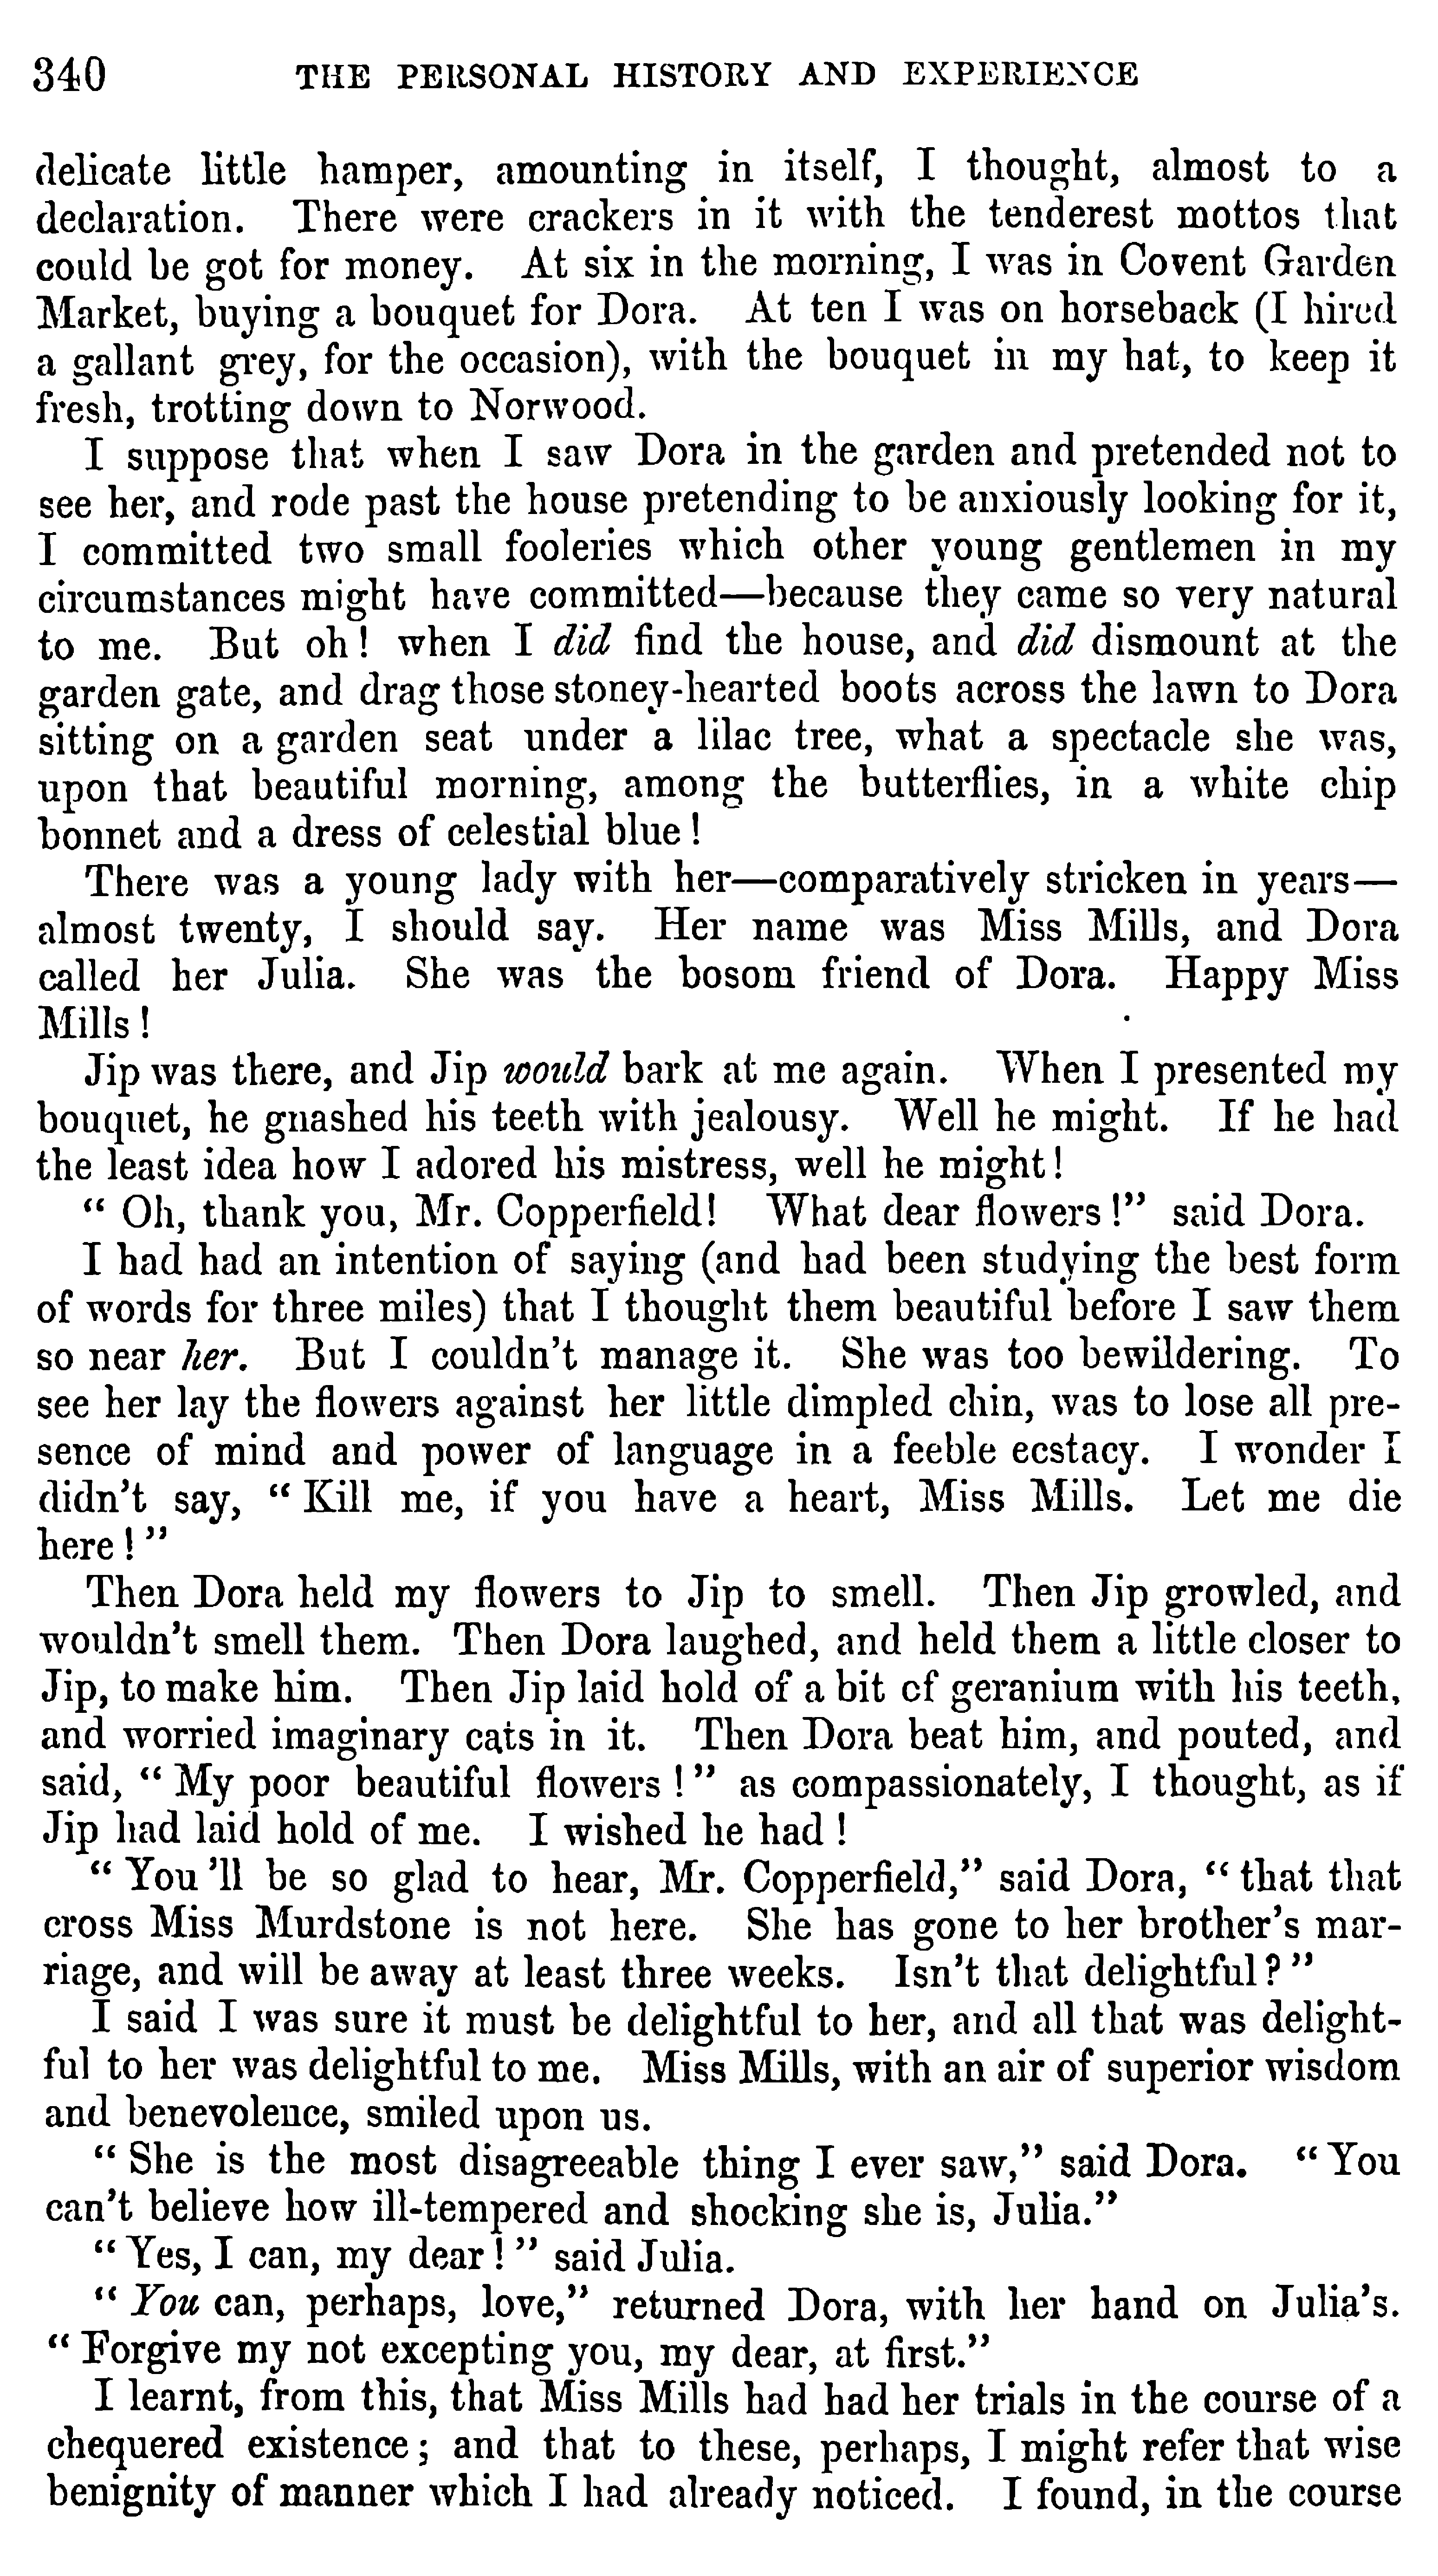 340 THE PERSONAL HISTORY AND EXPERIENCE
delicate little hamper, amounting in itself, I thought, almost to a
declaration. There were crackers in it with the tenderest mottos that
could be got for money. At six in the morning, I was in Covent Garden
Market, buying a bouquet for Dora. At ten I was on horseback (I hired
a gallant grey, for the occasion), with the bouquet in my hat, to keep it
fresh, trotting down to Norwood.
I suppose that when I saw Dora in the garden and pretended not to
see her, and rode past the house pretending to be anxiously looking for it,
I committed two small fooleries which other young gentlemen in my
circumstances might have committed—because they came so very natural
to me. But oh! when I did find the house, and did dismount at the
garden gate, and drag those stoney-hearted boots across the lawn to Dora
sitting on a garden seat under a lilac tree, what a spectacle she was,
upon that beautiful morning, among the butterflies, in a white chip
bonnet and a dress of celestial blue!
There was a young lady with her—comparatively stricken in years—
almost twenty, I should say. Her name was Miss Mills, and Dora
called her Julia. She was the bosom friend of Dora. Happy Miss
Mills!
Jip was there, and Jip would bark at me again. When I presented my
bouquet, he gnashed his teeth with jealousy. Well he might. If he had
the least idea how I adored his mistress, well he might!
"Oh, thank you, Mr. Copperfield! What dear flowers!" said Dora.
I had had an intention of saying (and had been studying the best form
of words for three miles) that I thought them beautiful before I saw them
so near her. But I couldn't manage it. She was too bewildering. To
see her lay the flowers against her little dimpled chin, was to lose all pre-
sence of mind and power of language in a feeble ecstacy. I wonder I
didn't say, "Kill me, if you have a heart, Miss Mills. Let me die
here!"
Then Dora held my flowers to Jip to smell. Then Jip growled, and
wouldn't smell them. Then Dora laughed, and held them a little closer to
Jip, to make him. Then Jip laid hold of a bit of geranium with his teeth,
and worried imaginary cats in it. Then Dora beat him, and pouted, and
said, "My poor beautiful flowers!" as compassionately, I thought, as if
Jip had laid hold of me. I wished he had!
"You'll be so glad to hear, Mr. Copperfield," said Dora, "that that
cross Miss Murdstone is not here. She has gone to her brother's mar-
riage, and will be away at least three weeks. Isn't that delightful?"
I said I was sure it must be delightful to her, and all that was delight-
ful to her was delightful to me. Miss Mills, with an air of superior wisdom
and benevolence, smiled upon us.
"She is the most disagreeable thing I ever saw," said Dora. "You
can't believe how ill-tempered and shocking she is, Julia."
"Yes, I can, my dear!" said Julia.
"You can, perhaps, love," returned Dora, with her hand on Julia's.
"Forgive my not excepting you, my dear, at first."
I learnt, from this, that Miss Mills had had her trials in the course of a
chequered existence; and that to these, perhaps, I might refer that wise
benignity of manner which I had already noticed. I found, in the course